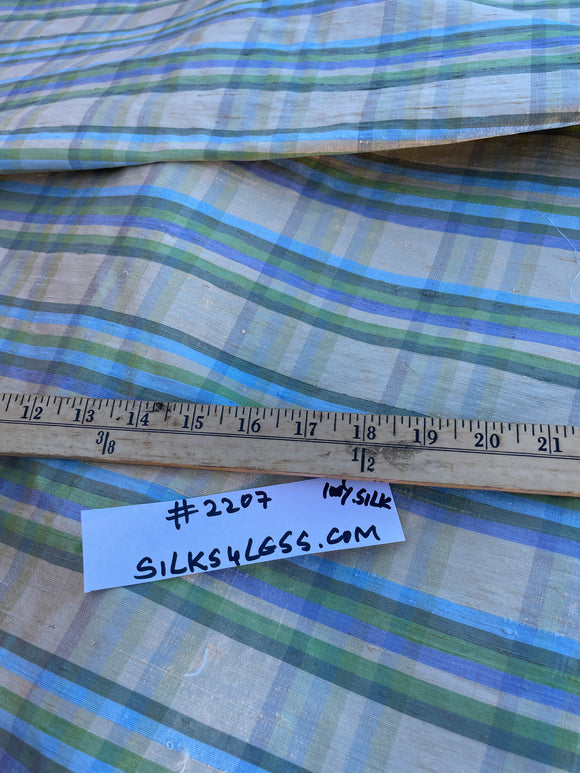 12 13 14 15 16 17 18 19 20 21
3/8 1/2
#2207 100% SILK
SILKS4LESS.COM